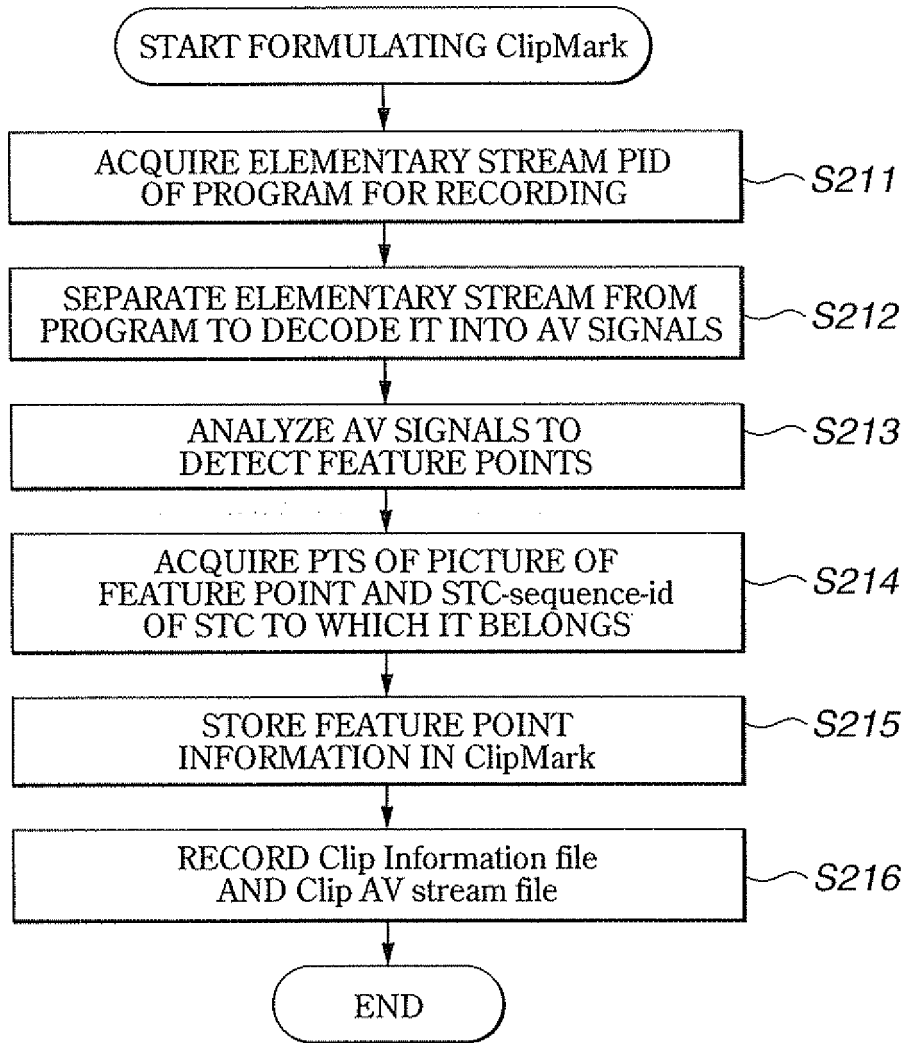 START FORMULATING ClipMark
ACQUIRE ELEMENTARY STREAM PID
OF PROGRAM FOR RECORDING
S211
SEPARATE ELEMENTARY STREAM FROM
PROGRAM TO DECODE IT INTO AV SIGNALS
S212
ANALYZE AV SIGNALS TO
DETECT FEATURE POINTS
S213
ACQUIRE PTS OF PICTURE OF
FEATURE POINT AND STC-sequence-id
OF STC TO WHICH IT BELONGS
S214
STORE FEATURE POINT
INFORMATION IN ClipMark
S215
RECORD Clip Information file
AND Clip AV stream file
S216
END